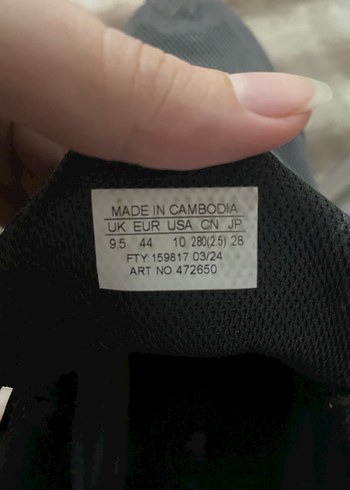 MADE IN CAMBODIA
UK EUR USA CN JP
9.5 44 10 280(2.5) 28
FTY:159817 03/24
ART NO.472650